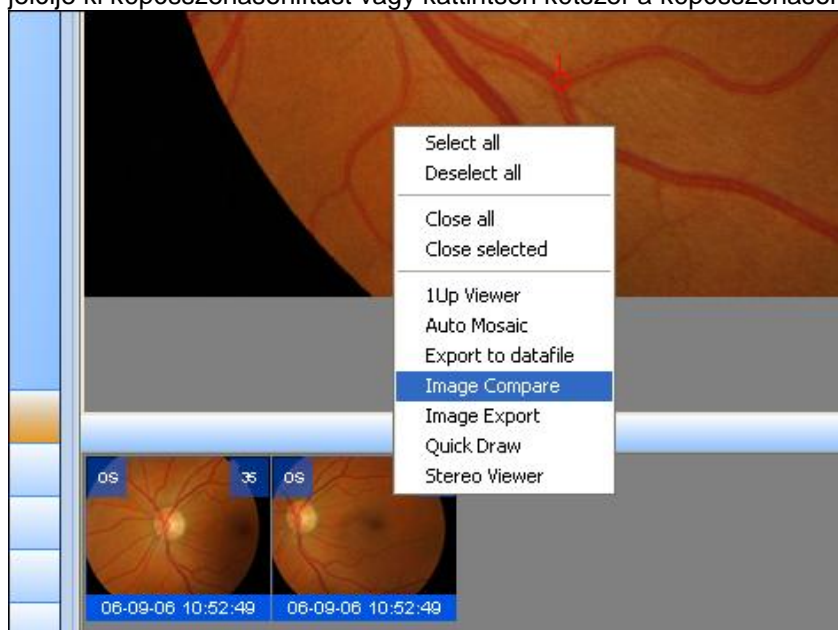 Select all
Deselect all
Close all
Close selected
1Up Viewer
Auto Mosaic
Export to datafile
Image Compare
Image Export
Quick Draw
Stereo Viewer
OS 35 OS
06-09-06 10:52:49 06-09-06 10:52:49